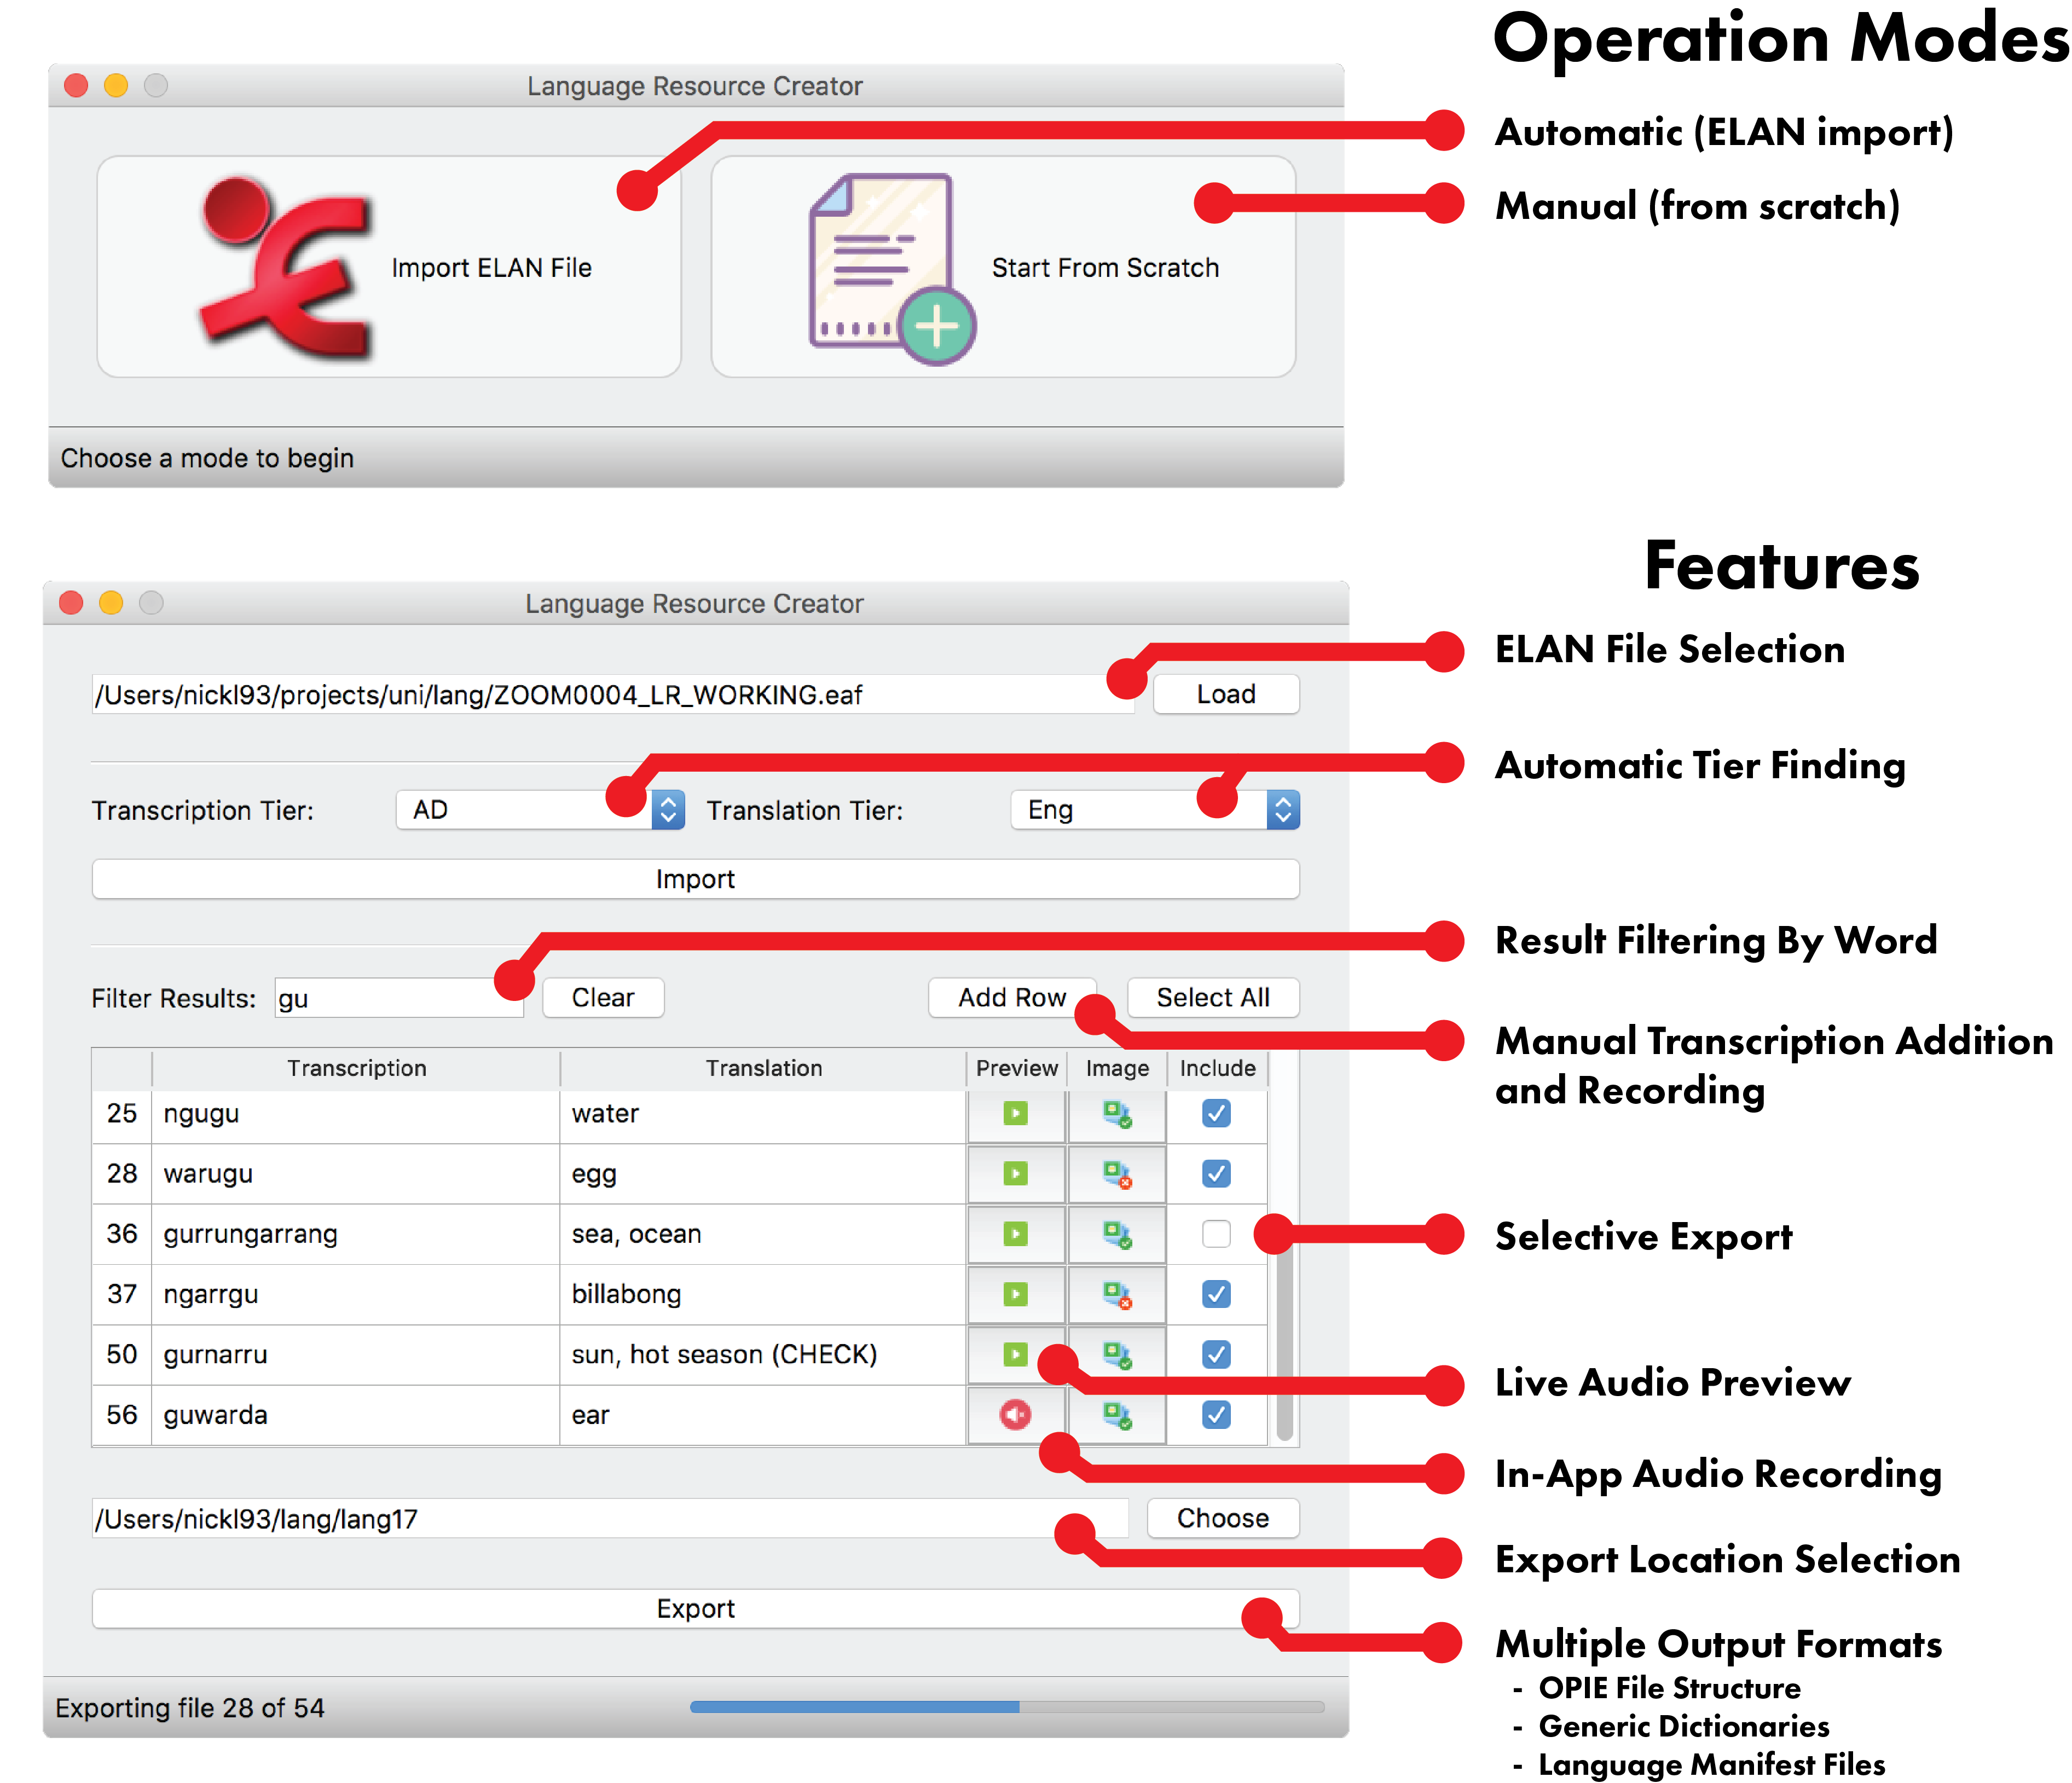 Operation Modes
Language Resource Creator
Automatic (ELAN import)
Manual (from scratch)
Import ELAN File
Start From Scratch
Choose a mode to begin
Features
Language Resource Creator
ELAN File Selection
/Users/nickl93/projects/uni/lang/ZOOM0004_LR_WORKING.eaf
Load
Automatic Tier Finding
Transcription Tier: AD Translation Tier: Eng
Import
Result Filtering By Word
Filter Results: gu Clear Add Row Select All
Manual Transcription Addition
and Recording
Transcription Translation Preview Image Include
25 ngugu water
28 warugu egg
36 gurrungarrang sea, ocean
Selective Export
37 ngarrgu billabong
50 gurnarru sun, hot season (CHECK)
Live Audio Preview
56 guwarda ear
In-App Audio Recording
/Users/nickl93/lang/lang17 Choose
Export Location Selection
Export
Multiple Output Formats
- OPIE File Structure
- Generic Dictionaries
- Language Manifest Files
Exporting file 28 of 54